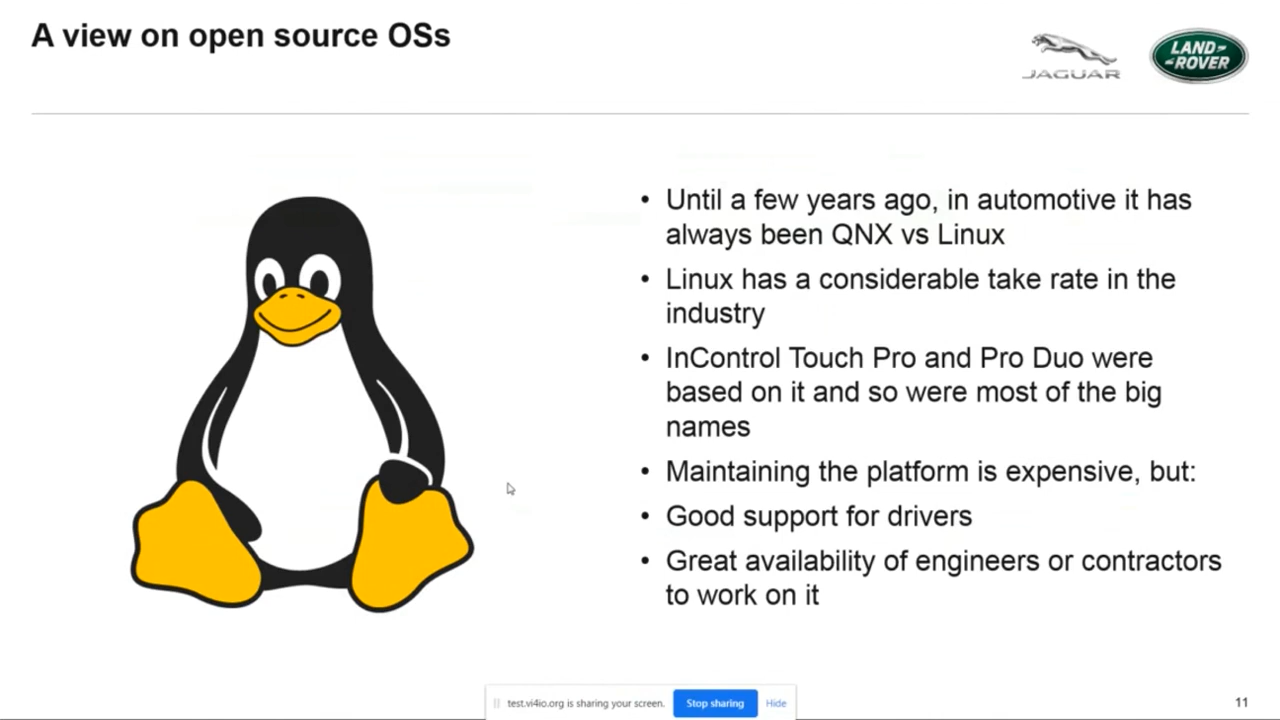 A view on open source OSs
JAGUAR
LAND-
-ROVER
• Until a few years ago, in automotive it has
always been QNX vs Linux
• Linux has a considerable take rate in the
industry
• InControl Touch Pro and Pro Duo were
based on it and so were most of the big
names
• Maintaining the platform is expensive, but:
• Good support for drivers
• Great availability of engineers or contractors
to work on it
test.vi4io.org is sharing your screen.
Stop sharing
Hide
11